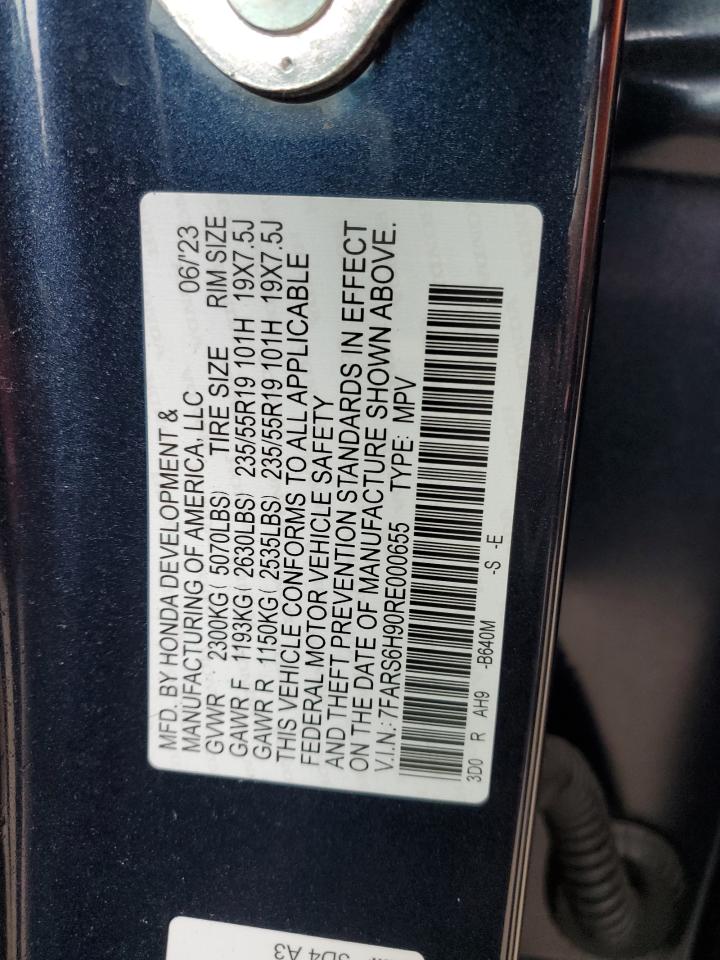 MFD. BY HONDA DEVELOPMENT &
MANUFACTURING OF AMERICA, LLC 06/'23
GVWR 2300KG( 5070LBS) TIRE SIZE RIM SIZE
GAWR F 1193KG( 2630LBS) 235/55R19 101H 19X7.5J
GAWR R 1150KG( 2535LBS) 235/55R19 101H 19X7.5J
THIS VEHICLE CONFORMS TO ALL APPLICABLE
FEDERAL MOTOR VEHICLE SAFETY
AND THEFT PREVENTION STANDARDS IN EFFECT
ON THE DATE OF MANUFACTURE SHOWN ABOVE.
V.I.N.: 7FARS6H90RE000655 TYPE: MPV
3D0 R AH9 -B640M -S -E
3D4 A3